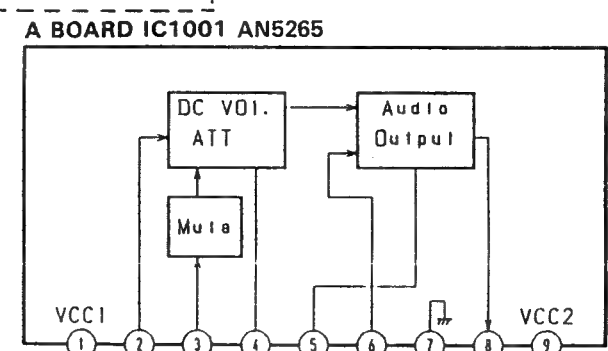 A BOARD IC1001 AN5265
DC VOl.
ATT
Audio
Output
Mute
VCC1
VCC2
1 2 3 4 5 6 7 8 9